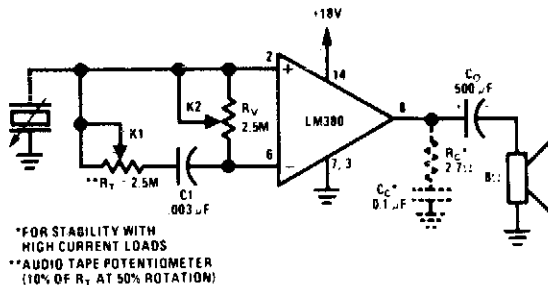 +18V
2
+
14
K2
RV
2.5M
LM380
8
CO
500 µF
K1
**RT - 2.5M
C1
.003 µF
6
−
7, 3
RC*
2.7Ω
CC*
0.1 µF
8Ω
*FOR STABILITY WITH
HIGH CURRENT LOADS
**AUDIO TAPE POTENTIOMETER
(10% OF RT AT 50% ROTATION)